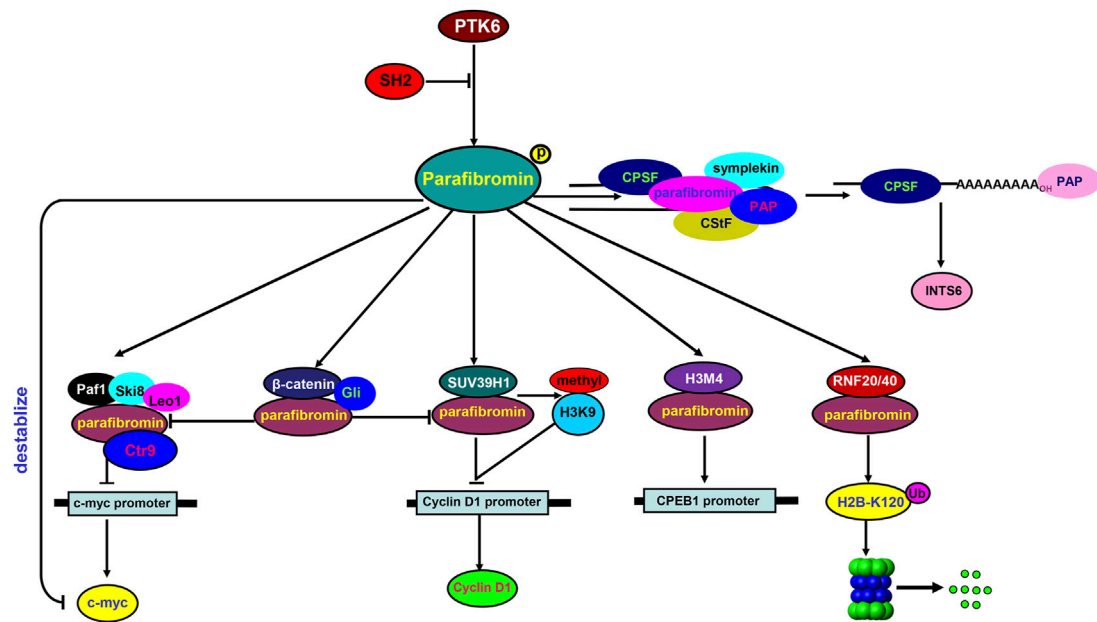 PTK6
SH2
P
Parafibromin
CPSF
symplekin
parafibromin
PAP
CStF
CPSF
AAAAAAAAA
OH
PAP
INTS6
destablize
Paf1
Ski8
Leo1
parafibromin
Ctr9
β-catenin
Gli
parafibromin
SUV39H1
parafibromin
methyl
H3K9
H3M4
parafibromin
RNF20/40
parafibromin
c-myc promoter
Cyclin D1 promoter
CPEB1 promoter
H2B-K120
Ub
c-myc
Cyclin D1